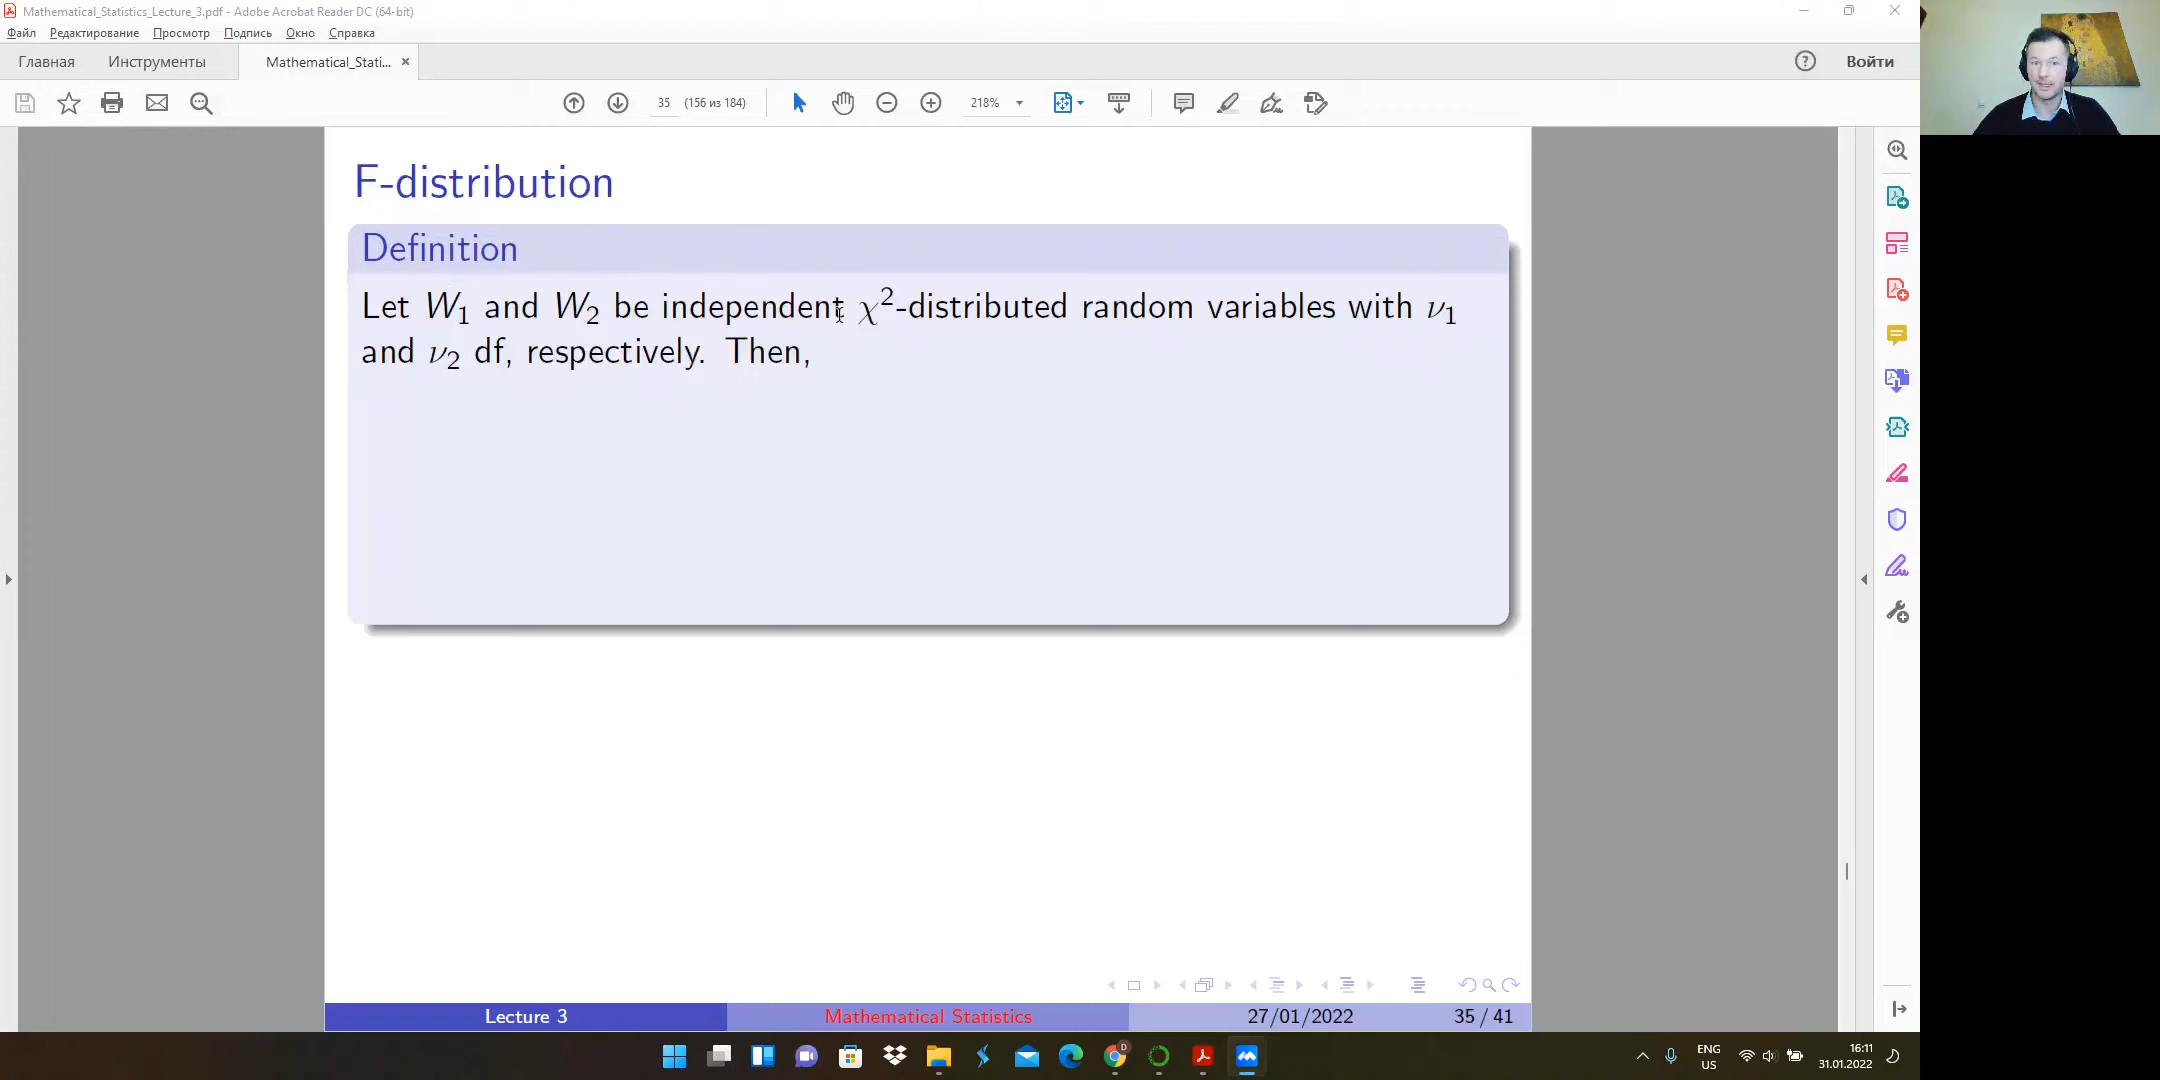 Mathematical_Statistics_Lecture_3.pdf - Adobe Acrobat Reader DC (64-bit)
Файл Редактирование Просмотр Подпись Окно Справка
Главная Инструменты Mathematical_Stati... × Войти
35 (156 из 184) 218%
F-distribution
Definition
Let W₁ and W₂ be independent χ²-distributed random variables with ν₁
and ν₂ df, respectively. Then,
Lecture 3 Mathematical Statistics 27/01/2022 35 / 41
ENG 16:11
US 31.01.2022